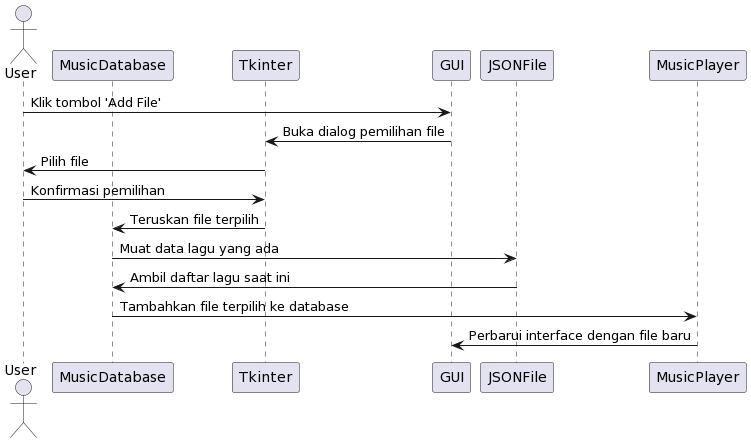 User
MusicDatabase
Tkinter
GUI
JSONFile
MusicPlayer
Klik tombol 'Add File'
Buka dialog pemilihan file
Pilih file
Konfirmasi pemilihan
Teruskan file terpilih
Muat data lagu yang ada
Ambil daftar lagu saat ini
Tambahkan file terpilih ke database
Perbarui interface dengan file baru
User
MusicDatabase
Tkinter
GUI
JSONFile
MusicPlayer